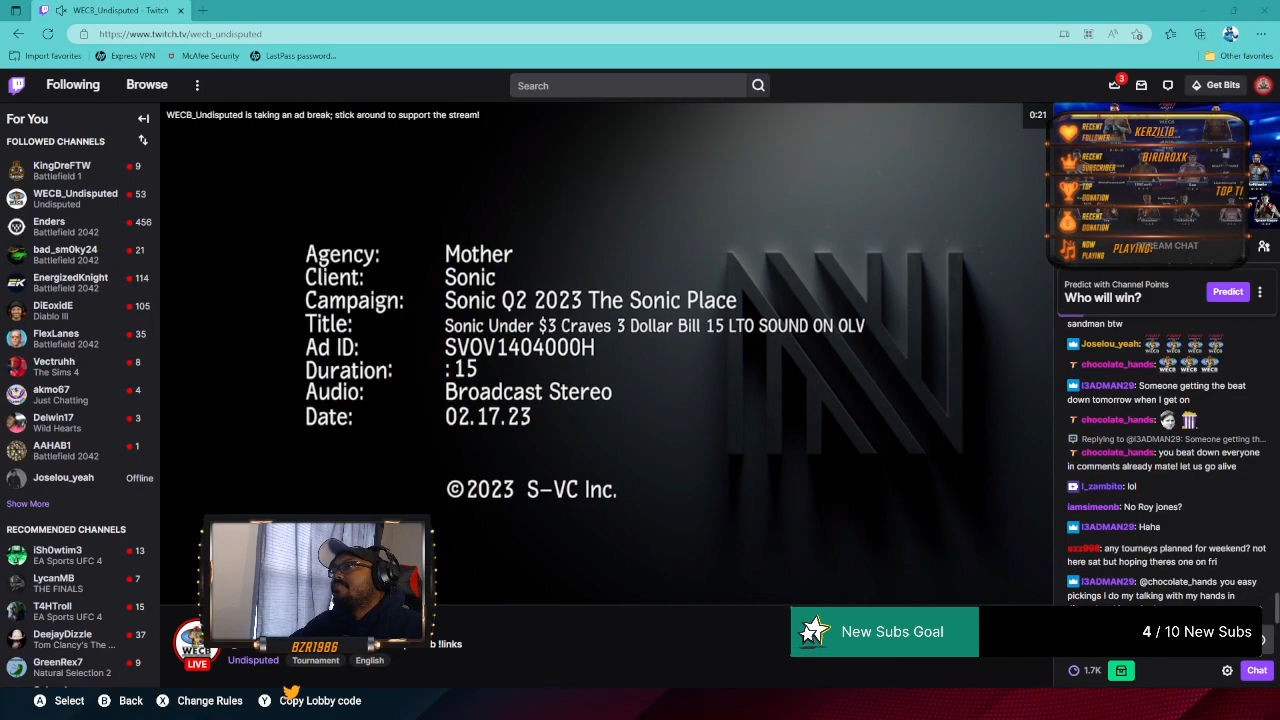 WECB_Undisputed - Twitch
https://www.twitch.tv/wecb_undisputed
Import favorites
Express VPN
McAfee Security
LastPass password...
Other favorites
Following
Browse
Search
3
Get Bits
For You
FOLLOWED CHANNELS
KingDreFTW
Battlefield 1
9
WECB_Undisputed
Undisputed
53
Enders
Battlefield 2042
456
bad_sm0ky24
Battlefield 2042
21
EnergizedKnight
Battlefield 2042
114
DiEoxidE
Diablo III
105
FlexLanes
Battlefield 2042
35
Vectruhh
The Sims 4
8
akmo67
Just Chatting
4
Delwin17
Wild Hearts
3
AAHAB1
Battlefield 2042
1
Joselou_yeah
Offline
Show More
RECOMMENDED CHANNELS
iSh0wtim3
EA Sports UFC 4
13
LycanMB
THE FINALS
7
T4HTroll
EA Sports UFC 4
15
DeejayDizzle
Tom Clancy's The ...
37
GreenRex7
Natural Selection 2
9
WECB_Undisputed is taking an ad break; stick around to support the stream!
0:21
Agency: Mother
Client: Sonic
Campaign: Sonic Q2 2023 The Sonic Place
Title: Sonic Under $3 Craves 3 Dollar Bill 15 LTO SOUND ON OLV
Ad ID: SVOV1404000H
Duration: :15
Audio: Broadcast Stereo
Date: 02.17.23
©2023 S-VC Inc.
BZR1986
WECB
LIVE
!links
Undisputed
Tournament
English
New Subs Goal
4 / 10 New Subs
RECENT FOLLOWER KERZILIO
RECENT SUBSCRIBER BIRDROXK
TOP DONATION TOP TI
RECENT DONATION
NOW PLAYING PLAYING:
STREAM CHAT
Predict with Channel Points
Who will win?
Predict
sandman btw
Joselou_yeah:
chocolate_hands:
I3ADMAN29: Someone getting the beat
down tomorrow when I get on
chocolate_hands:
Replying to @I3ADMAN29: Someone getting th...
chocolate_hands: you beat down everyone
in comments already mate! let us go alive
i_zambito: lol
iamsimeonb: No Roy jones?
I3ADMAN29: Haha
ezz998: any tourneys planned for weekend? not
here sat but hoping theres one on fri
I3ADMAN29: @chocolate_hands you easy
pickings I do my talking with my hands in
1.7K
Chat
A Select
B Back
X Change Rules
Y Copy Lobby code